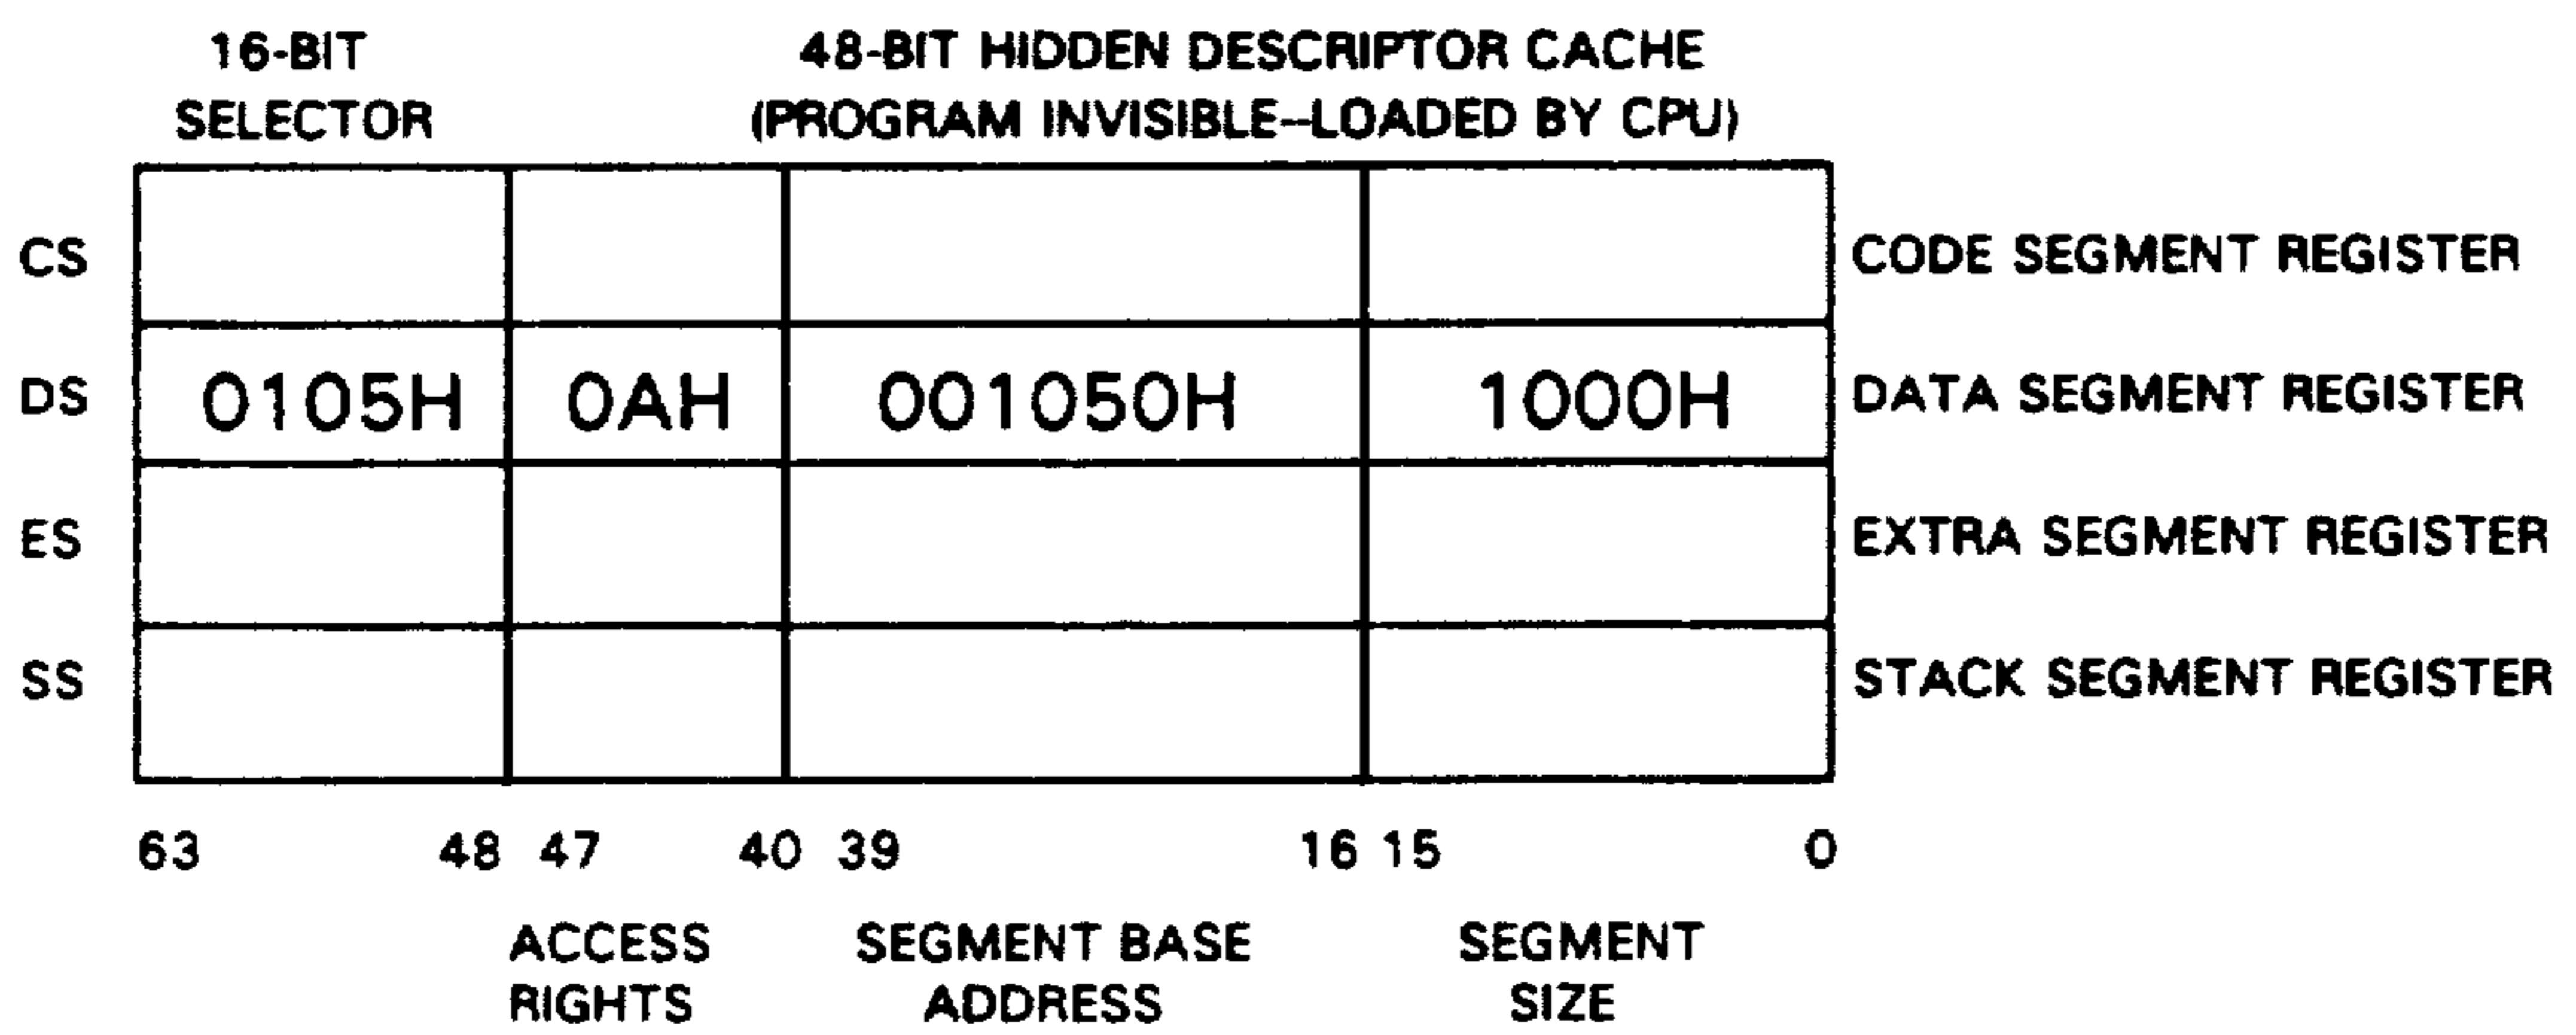 16-BIT
SELECTOR
48-BIT HIDDEN DESCRIPTOR CACHE
(PROGRAM INVISIBLE--LOADED BY CPU)
CS
CODE SEGMENT REGISTER
DS 0105H 0AH 001050H 1000H DATA SEGMENT REGISTER
ES
EXTRA SEGMENT REGISTER
SS
STACK SEGMENT REGISTER
63 48 47 40 39 16 15 0
ACCESS
RIGHTS
SEGMENT BASE
ADDRESS
SEGMENT
SIZE